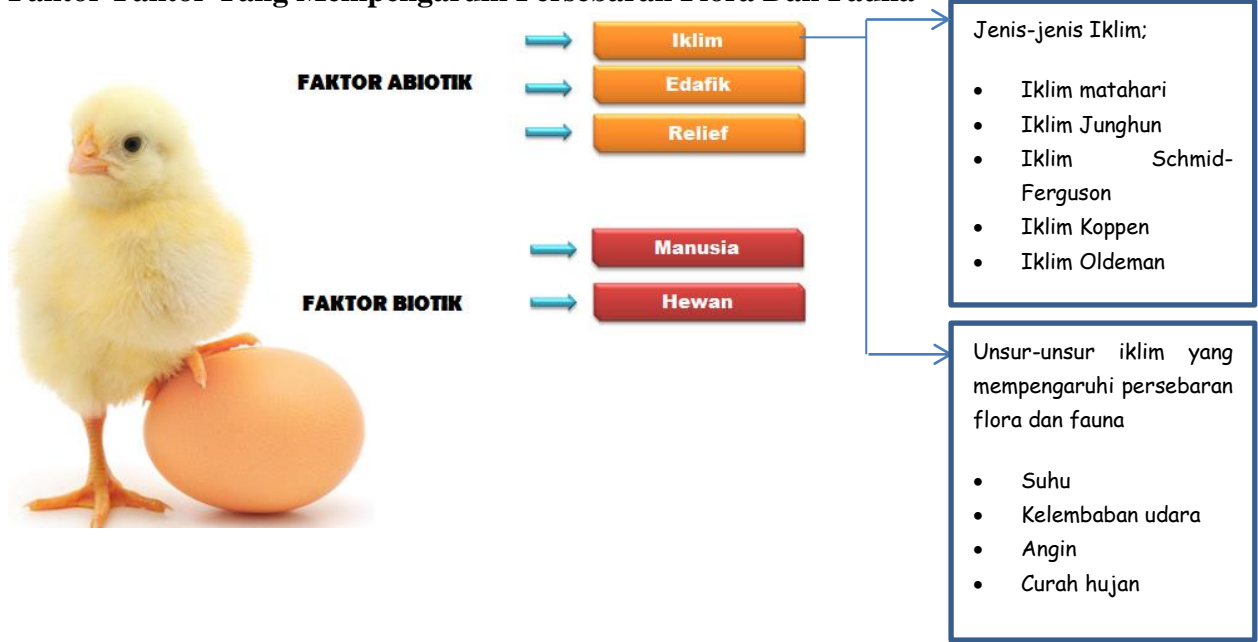 Faktor-Faktor Yang Mempengaruhi Persebaran Flora Dan Fauna
FAKTOR ABIOTIK
Iklim
Edafik
Relief
FAKTOR BIOTIK
Manusia
Hewan
Jenis-jenis Iklim;
• Iklim matahari
• Iklim Junghun
• Iklim Schmid-
Ferguson
• Iklim Koppen
• Iklim Oldeman
Unsur-unsur iklim yang
mempengaruhi persebaran
flora dan fauna
• Suhu
• Kelembaban udara
• Angin
• Curah hujan